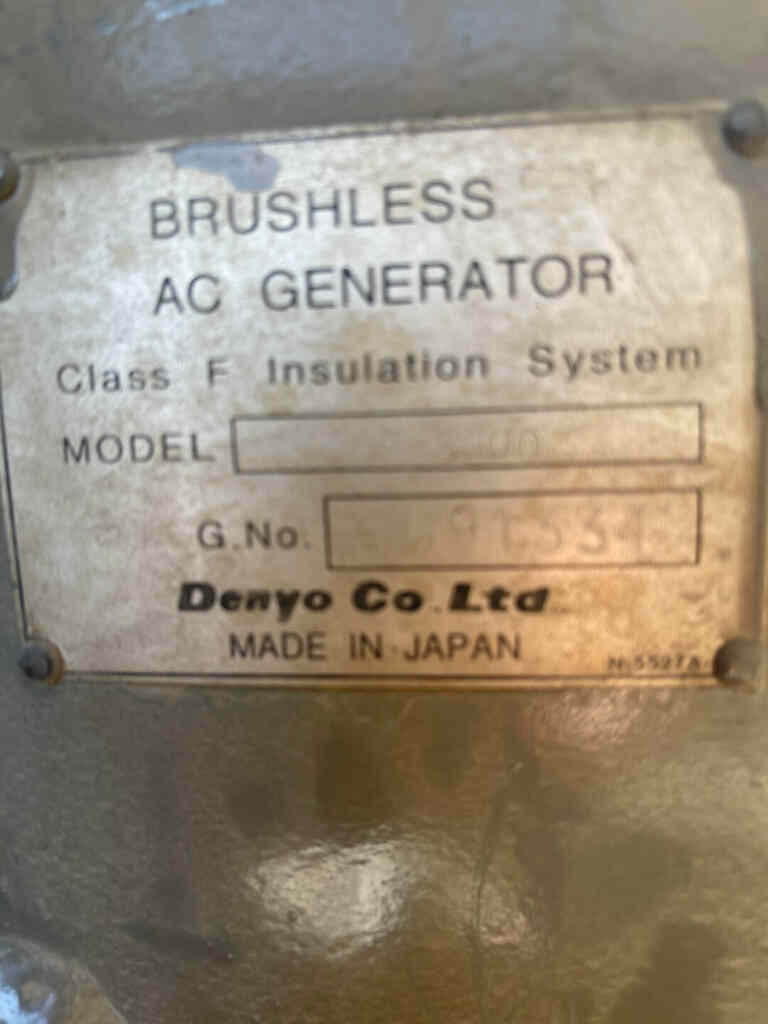 BRUSHLESS
AC GENERATOR
Class F Insulation System
MODEL
G.No.
Denyo Co.Ltd.
MADE IN JAPAN